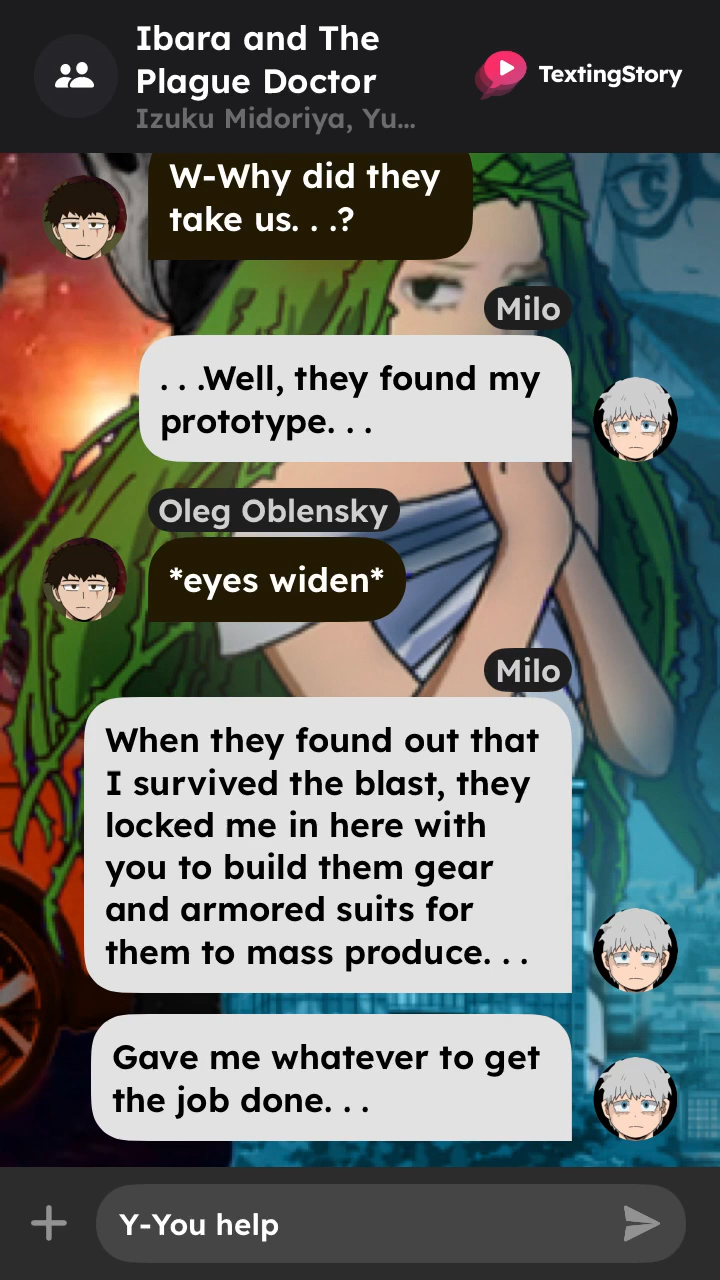 Ibara and The
Plague Doctor
Izuku Midoriya, Yu...
TextingStory
W-Why did they
take us. . .?
Milo
. . .Well, they found my
prototype. . .
Oleg Oblensky
*eyes widen*
Milo
When they found out that
I survived the blast, they
locked me in here with
you to build them gear
and armored suits for
them to mass produce. . .
Gave me whatever to get
the job done. . .
Y-You help